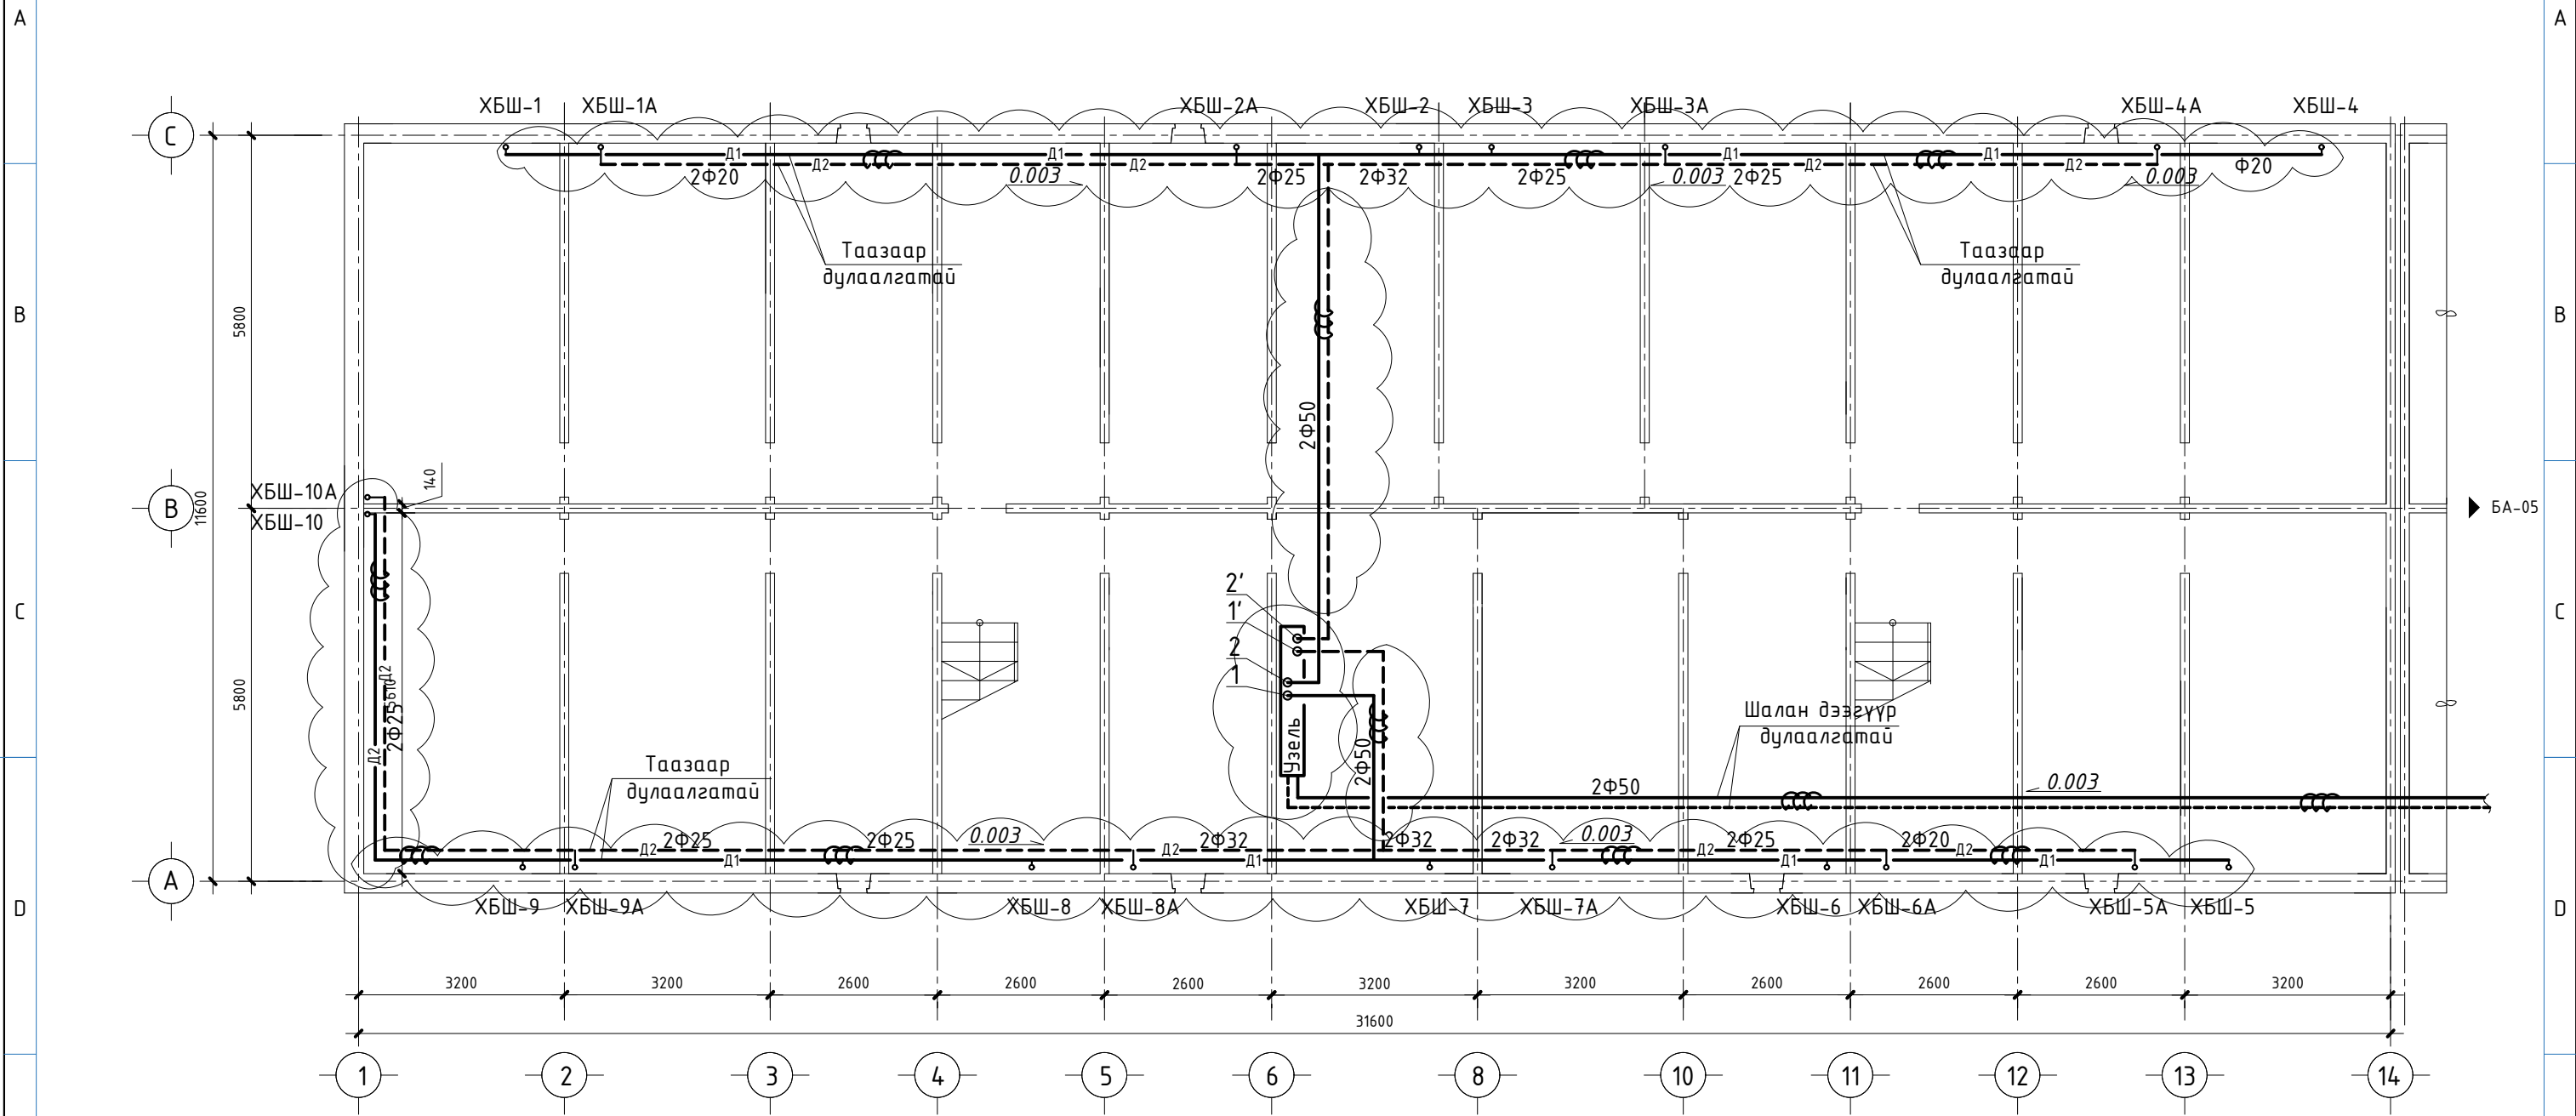 A A
ХБШ-1 ХБШ-1А ХБШ-2А ХБШ-2 ХБШ-3 ХБШ-3А ХБШ-4А ХБШ-4
C
Д1 Д1 Д1 Д1
Д2 Д2 Д2 Д2
2Ф20 0.003 2Ф25 2Ф32 2Ф25 0.003 2Ф25 0.003 Ф20
Таазаар
дулаалгатай
Таазаар
дулаалгатай
B B
5800
2Ф50
140
ХБШ-10А
ХБШ-10
B
11600
БА-05
2'
1'
2
1
C C
5800
Д2
2Ф25
Д2
Узель
2Ф50
Шалан дээгүүр
дулаалгатай
Таазаар
дулаалгатай
2Ф50 0.003
2Ф25 2Ф25 0.003 2Ф32 2Ф32 2Ф32 0.003 2Ф25 2Ф20
Д2 Д2 Д2 Д2
Д1 Д1 Д1 Д1
A
ХБШ-9 ХБШ-9А ХБШ-8 ХБШ-8А ХБШ-7 ХБШ-7А ХБШ-6 ХБШ-6А ХБШ-5А ХБШ-5
D D
3200 3200 2600 2600 2600 3200 3200 2600 2600 2600 3200
31600
1 2 3 4 5 6 8 10 11 12 13 14